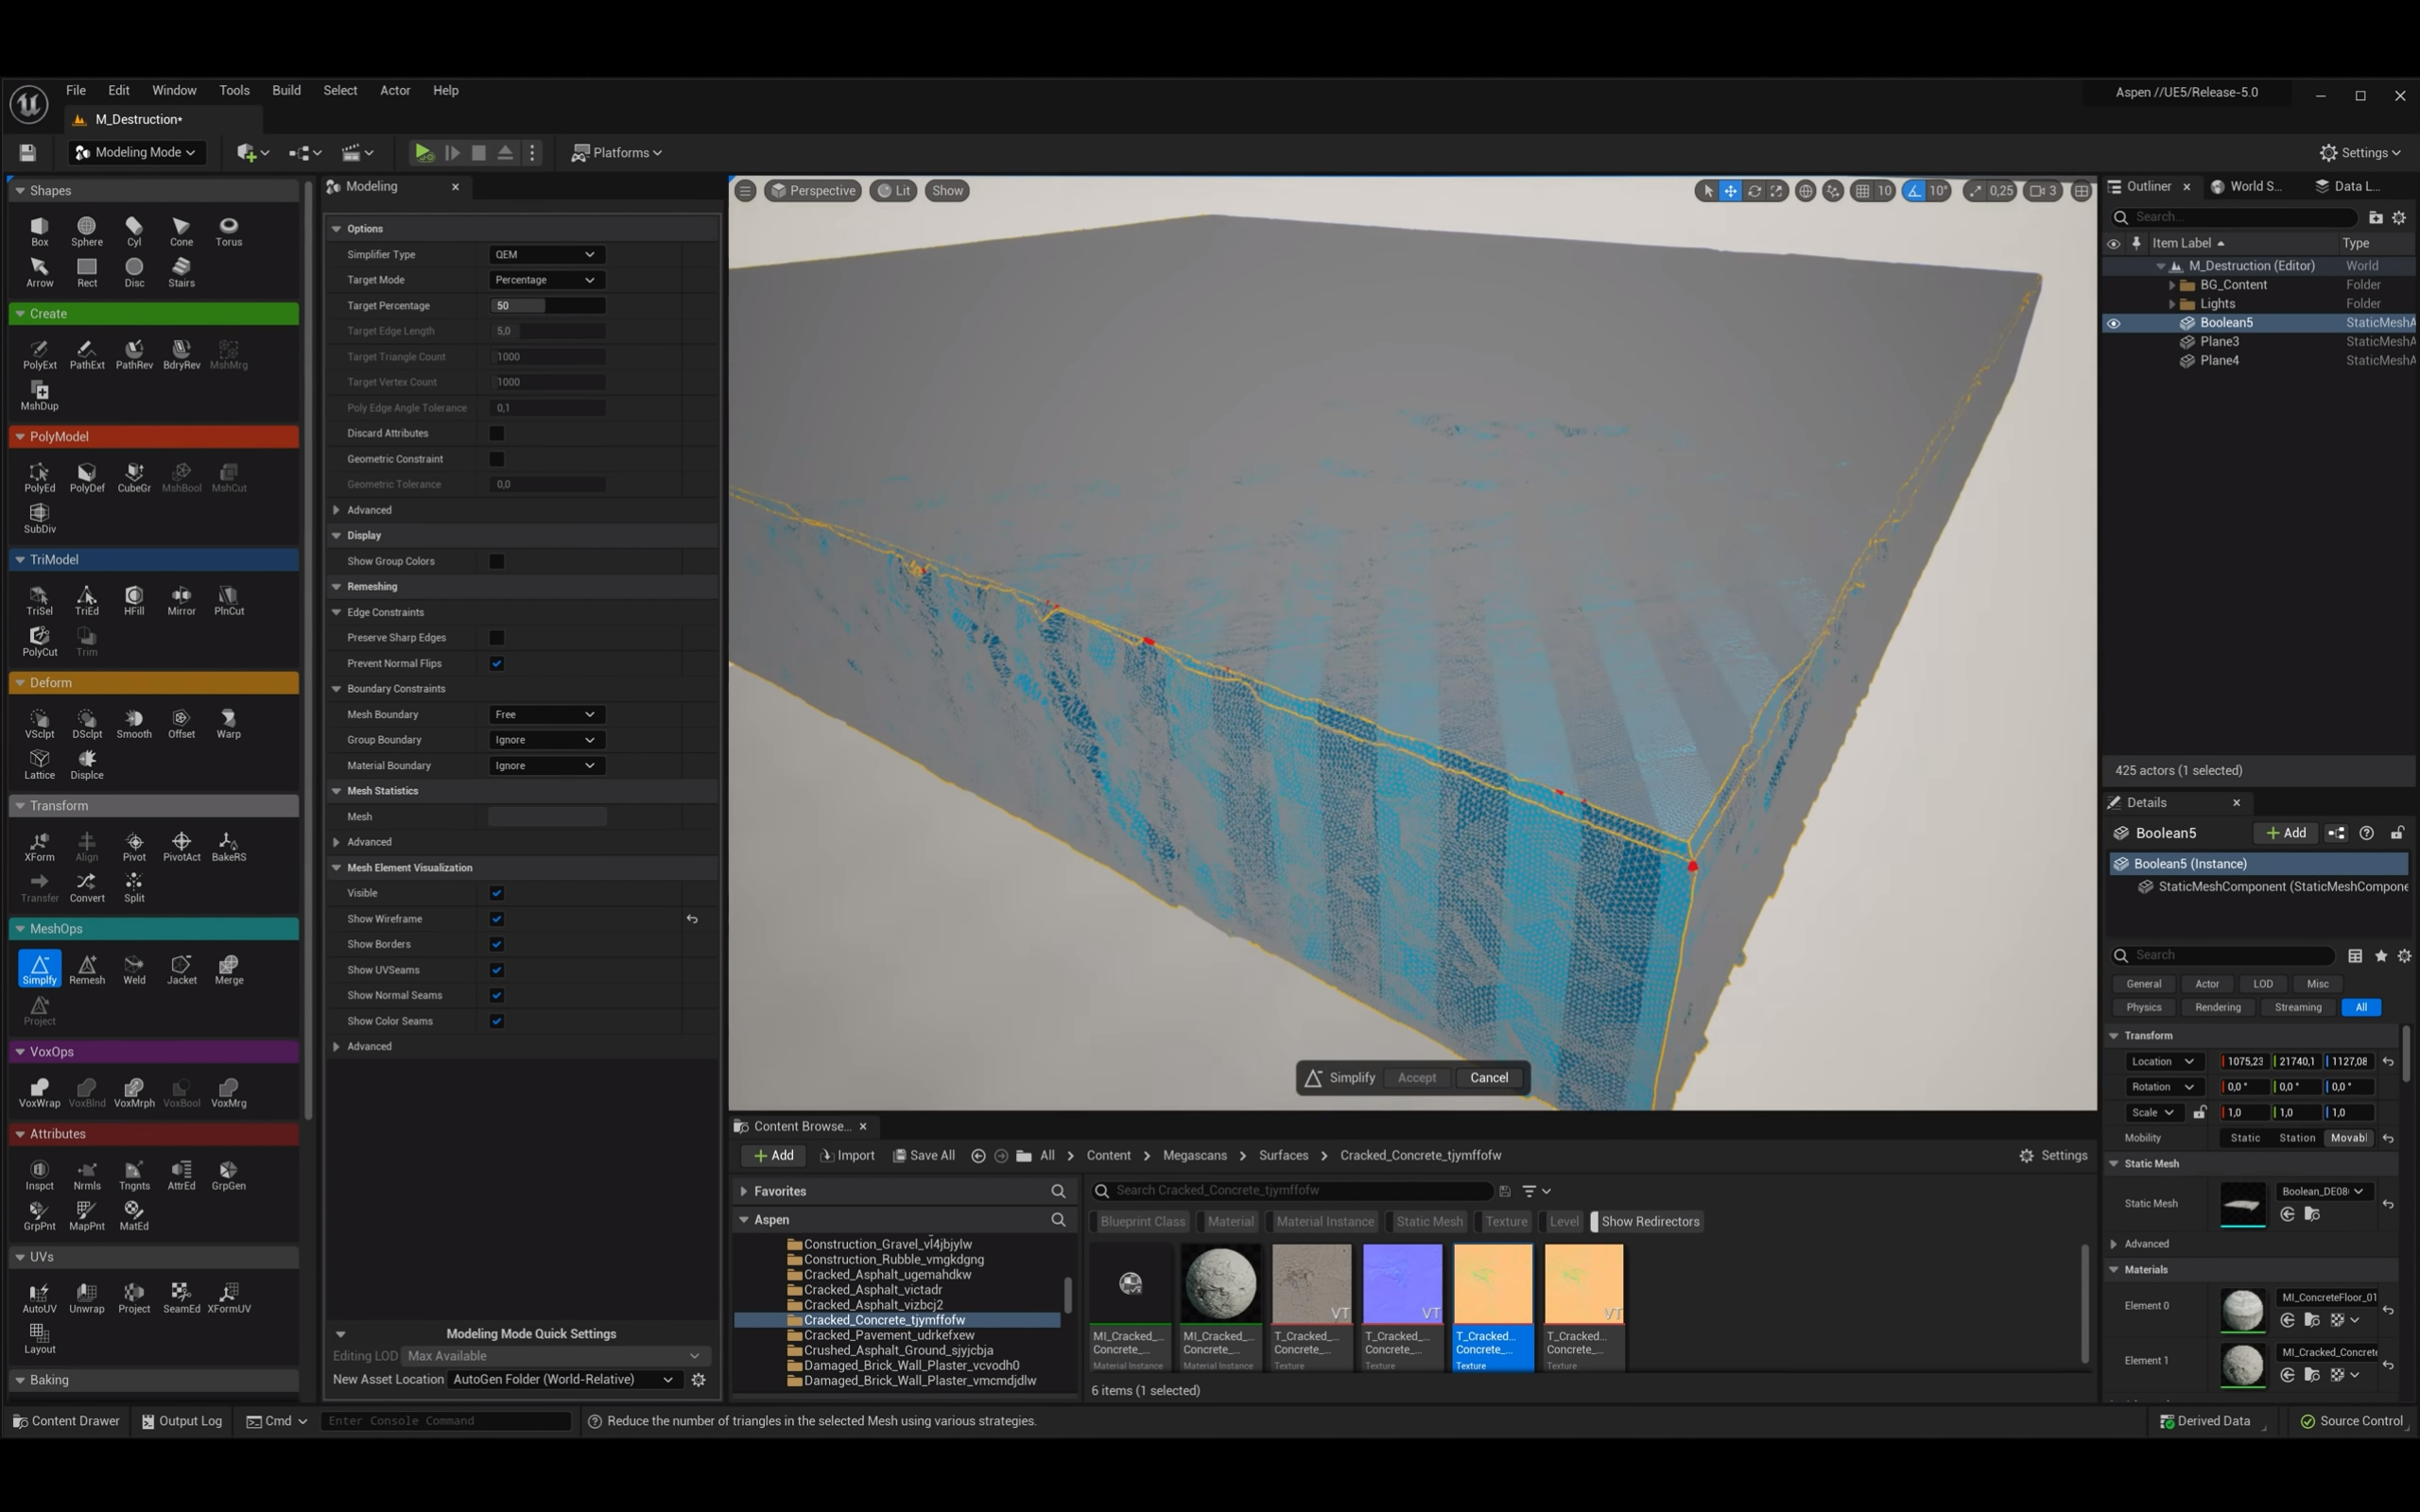 File Edit Window Tools Build Select Actor Help
Aspen //UE5/Release-5.0
M_Destruction*
Modeling Mode
Platforms
Settings
Shapes
Box Sphere Cyl Cone Torus
Arrow Rect Disc Stairs
Create
PolyExt PathExt PathRev BdryRev MshMrg
MshDup
PolyModel
PolyEd PolyDef CubeGr MshBool MshCut
SubDiv
TriModel
TriSel TriEd HFill Mirror PlnCut
PolyCut Trim
Deform
VSclpt DSclpt Smooth Offset Warp
Lattice Displce
Transform
XForm Align Pivot PivotAct BakeRS
Transfer Convert Split
MeshOps
Simplfy Remesh Weld Jacket Merge
Project
VoxOps
VoxWrap VoxBlnd VoxMrph VoxBool VoxMrg
Attributes
Inspct Nrmls Tngnts AttrEd GrpGen
GrpPnt MapPnt MatEd
UVs
AutoUV Unwrap Project SeamEd XFormUV
Layout
Baking
Modeling
Options
Simplifier Type QEM
Target Mode Percentage
Target Percentage 50
Target Edge Length 5,0
Target Triangle Count 1000
Target Vertex Count 1000
Poly Edge Angle Tolerance 0,1
Discard Attributes
Geometric Constraint
Geometric Tolerance 0,0
Advanced
Display
Show Group Colors
Remeshing
Edge Constraints
Preserve Sharp Edges
Prevent Normal Flips
Boundary Constraints
Mesh Boundary Free
Group Boundary Ignore
Material Boundary Ignore
Mesh Statistics
Mesh
Advanced
Mesh Element Visualization
Visible
Show Wireframe
Show Borders
Show UVSeams
Show Normal Seams
Show Color Seams
Advanced
Modeling Mode Quick Settings
Editing LOD Max Available
New Asset Location AutoGen Folder (World-Relative)
Perspective Lit Show
10 10° 0,25 3
Simplify Accept Cancel
Content Browse...
Add Import Save All All Content Megascans Surfaces Cracked_Concrete_tjymffofw Settings
Favorites
Aspen
Construction_Gravel_vl4jbjylw
Construction_Rubble_vmgkdgng
Cracked_Asphalt_ugemahdkw
Cracked_Asphalt_victadr
Cracked_Asphalt_vizbcj2
Cracked_Concrete_tjymffofw
Cracked_Pavement_udrkefxew
Crushed_Asphalt_Ground_sjyjcbja
Damaged_Brick_Wall_Plaster_vcvodh0
Damaged_Brick_Wall_Plaster_vmcmdjdlw
Search Cracked_Concrete_tjymffofw
Blueprint Class Material Material Instance Static Mesh Texture Level Show Redirectors
VT VT VT
MI_Cracked_... MI_Cracked_... T_Cracked_... T_Cracked_... T_Cracked... T_Cracked...
Concrete_... Concrete_... Concrete_... Concrete_... Concrete_... Concrete_...
Material Instance Material Instance Texture Texture Texture Texture
6 items (1 selected)
Outliner World S... Data L...
Search...
Item Label Type
M_Destruction (Editor) World
BG_Content Folder
Lights Folder
Boolean5 StaticMeshA
Plane3 StaticMeshA
Plane4 StaticMeshA
425 actors (1 selected)
Details
Boolean5 Add
Boolean5 (Instance)
StaticMeshComponent (StaticMeshCompone
Search
General Actor LOD Misc
Physics Rendering Streaming All
Transform
Location 1075,23 21740,1 1127,08
Rotation 0,0 ° 0,0 ° 0,0 °
Scale 1,0 1,0 1,0
Mobility Static Station Movabl
Static Mesh
Static Mesh Boolean_DE08
Advanced
Materials
Element 0 MI_ConcreteFloor_01
Element 1 MI_Cracked_Concrete
Content Drawer Output Log Cmd Enter Console Command Reduce the number of triangles in the selected Mesh using various strategies. Derived Data Source Control